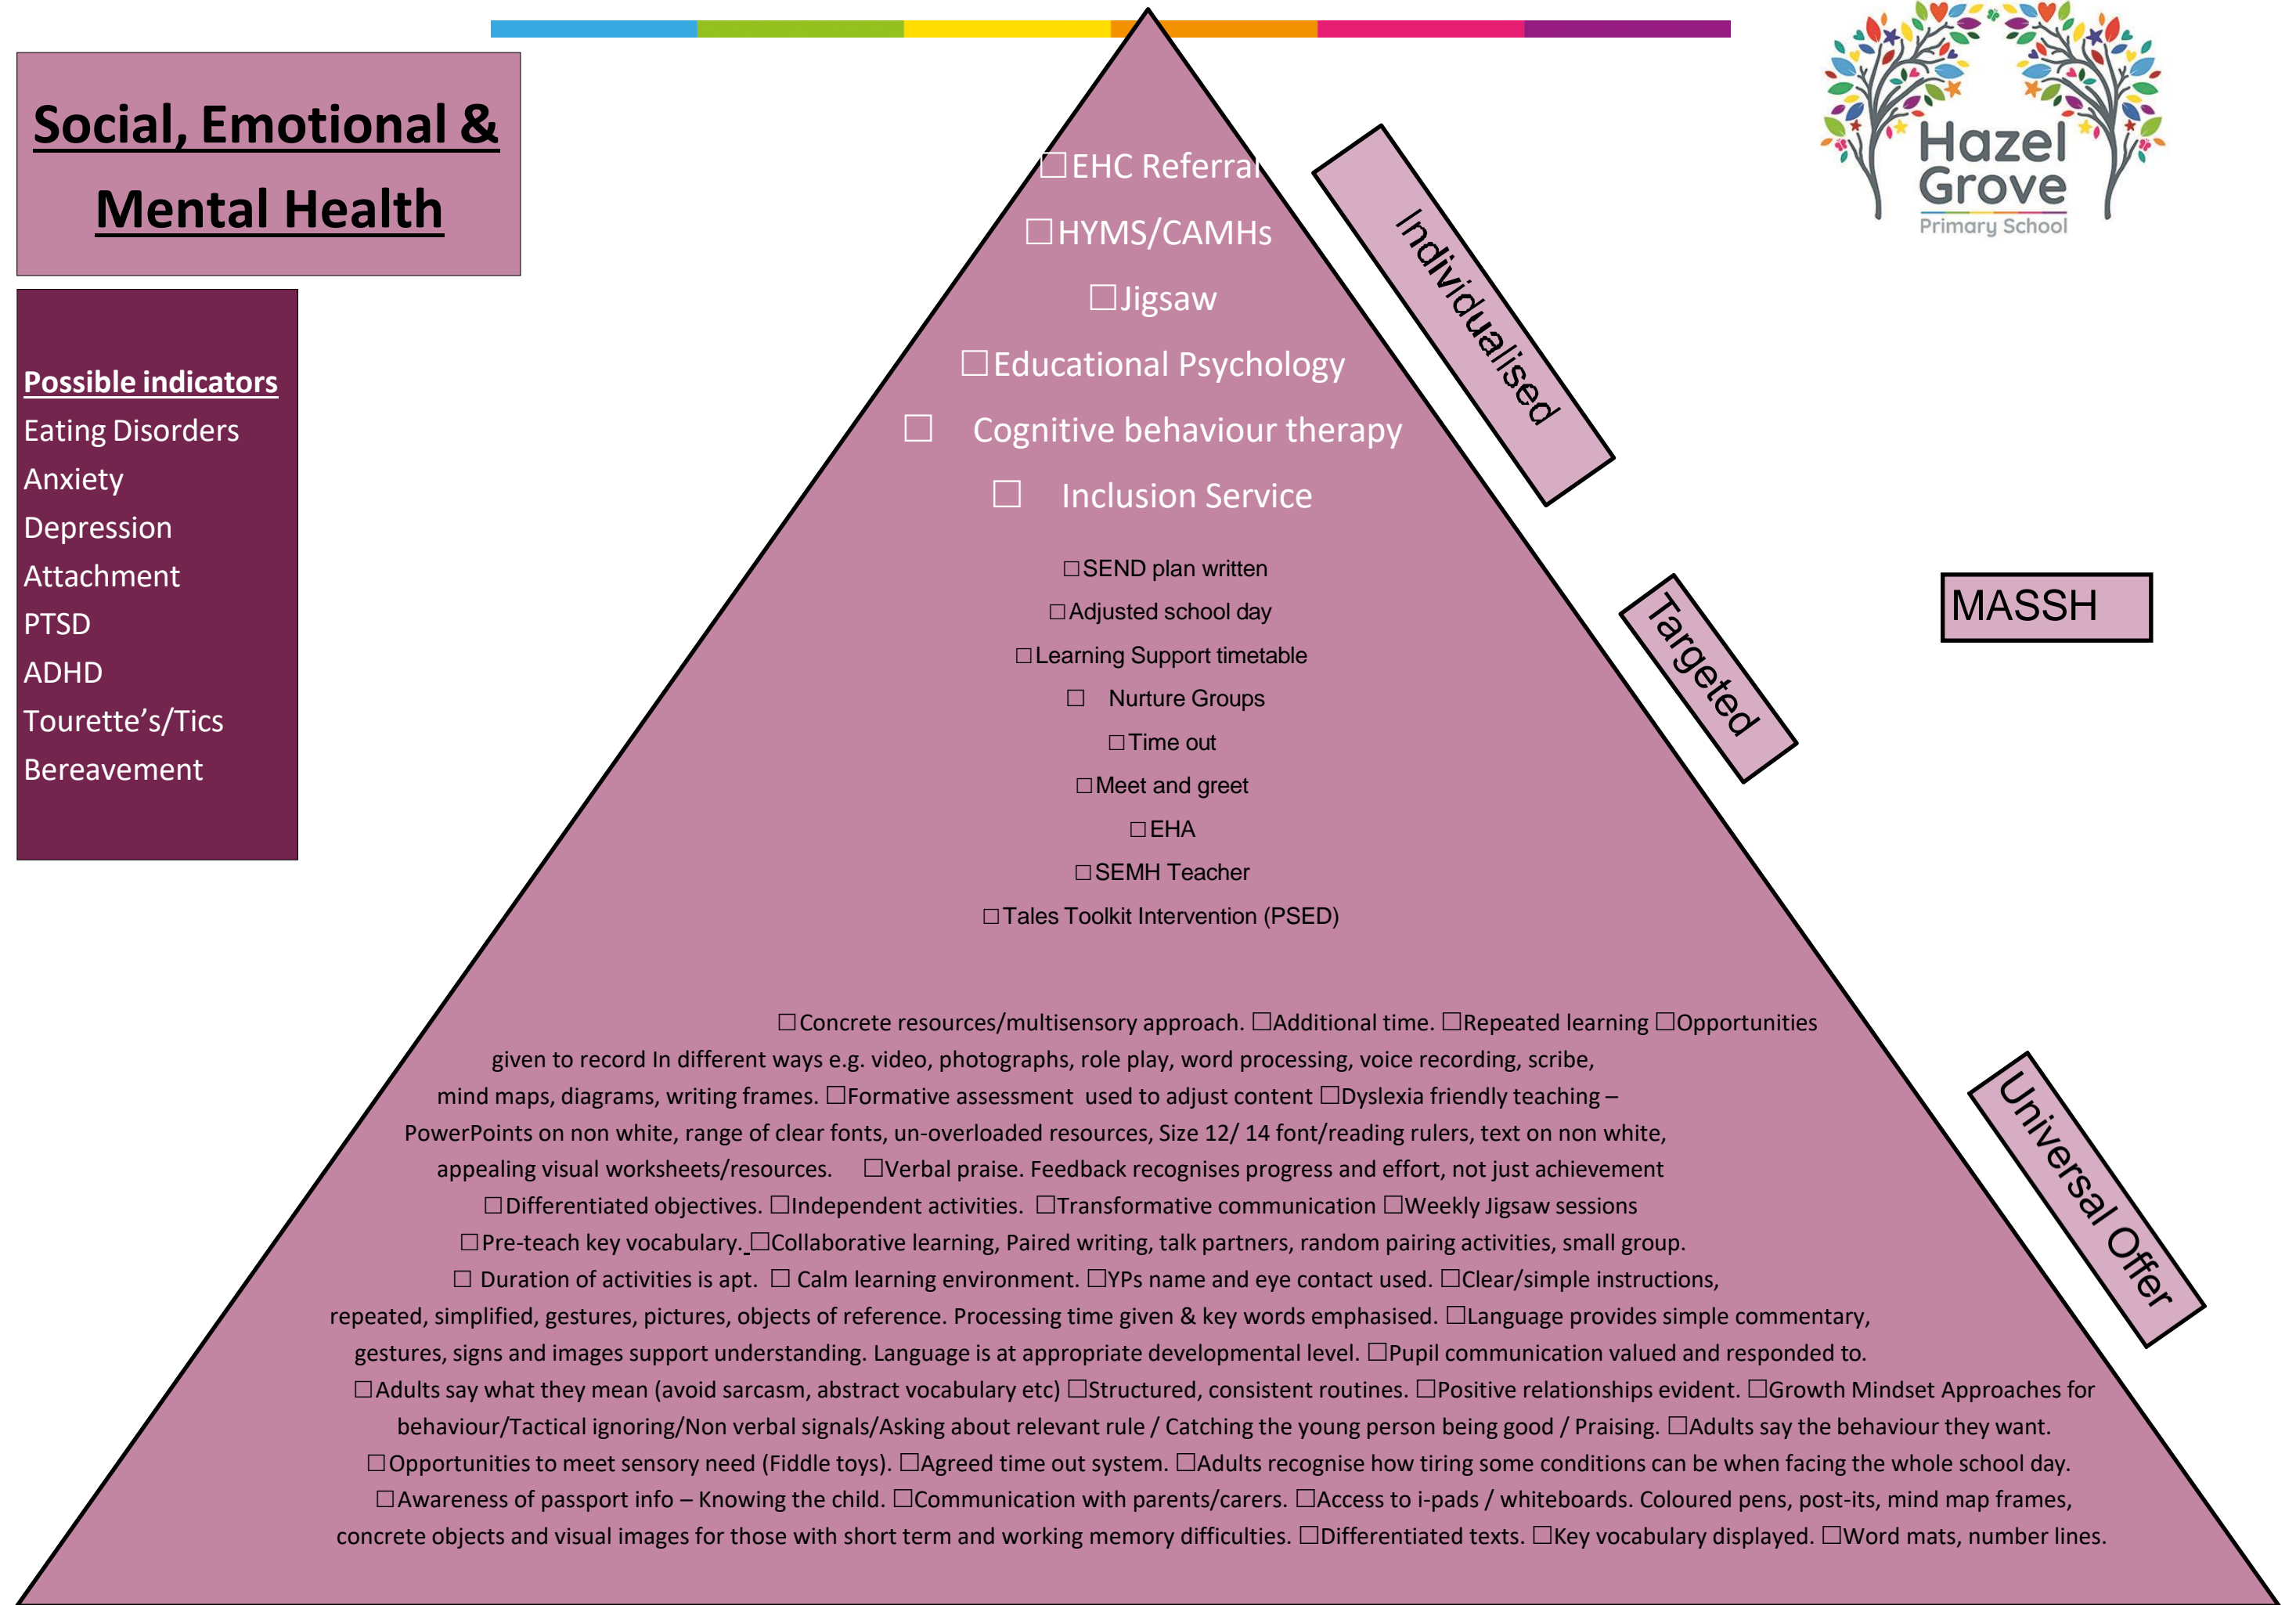 Social, Emotional &
Mental Health
Hazel
Grove
Primary School
Possible indicators
Eating Disorders
Anxiety
Depression
Attachment
PTSD
ADHD
Tourette’s/Tics
Bereavement
☐EHC Referral
☐HYMS/CAMHs
☐Jigsaw
☐Educational Psychology
☐ Cognitive behaviour therapy
☐ Inclusion Service
Individualised
☐SEND plan written
☐Adjusted school day
☐Learning Support timetable
☐ Nurture Groups
☐Time out
☐Meet and greet
☐EHA
☐SEMH Teacher
☐Tales Toolkit Intervention (PSED)
Targeted
MASSH
☐Concrete resources/multisensory approach. ☐Additional time. ☐Repeated learning ☐Opportunities
given to record In different ways e.g. video, photographs, role play, word processing, voice recording, scribe,
mind maps, diagrams, writing frames. ☐Formative assessment  used to adjust content ☐Dyslexia friendly teaching –
PowerPoints on non white, range of clear fonts, un-overloaded resources, Size 12/ 14 font/reading rulers, text on non white,
appealing visual worksheets/resources. ☐Verbal praise. Feedback recognises progress and effort, not just achievement
☐Differentiated objectives. ☐Independent activities. ☐Transformative communication ☐Weekly Jigsaw sessions
☐Pre-teach key vocabulary. ☐Collaborative learning, Paired writing, talk partners, random pairing activities, small group.
☐ Duration of activities is apt. ☐ Calm learning environment. ☐YPs name and eye contact used. ☐Clear/simple instructions,
repeated, simplified, gestures, pictures, objects of reference. Processing time given & key words emphasised. ☐Language provides simple commentary,
gestures, signs and images support understanding. Language is at appropriate developmental level. ☐Pupil communication valued and responded to.
☐Adults say what they mean (avoid sarcasm, abstract vocabulary etc) ☐Structured, consistent routines. ☐Positive relationships evident. ☐Growth Mindset Approaches for
behaviour/Tactical ignoring/Non verbal signals/Asking about relevant rule / Catching the young person being good / Praising. ☐Adults say the behaviour they want.
☐Opportunities to meet sensory need (Fiddle toys). ☐Agreed time out system. ☐Adults recognise how tiring some conditions can be when facing the whole school day.
☐Awareness of passport info – Knowing the child. ☐Communication with parents/carers. ☐Access to i-pads / whiteboards. Coloured pens, post-its, mind map frames,
concrete objects and visual images for those with short term and working memory difficulties. ☐Differentiated texts. ☐Key vocabulary displayed. ☐Word mats, number lines.
Universal Offer